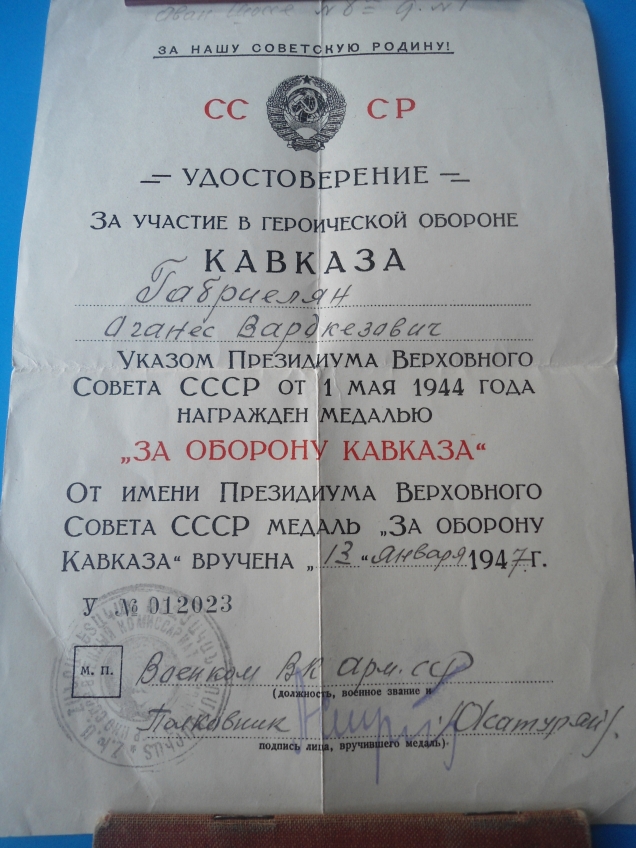 ЗА НАШУ СОВЕТСКУЮ РОДИНУ!
СС СР
УДОСТОВЕРЕНИЕ
ЗА УЧАСТИЕ В ГЕРОИЧЕСКОЙ ОБОРОНЕ
КАВКАЗА
Габриелян
Оганес Вардкезович
УКАЗОМ ПРЕЗИДИУМА ВЕРХОВНОГО
СОВЕТА СССР ОТ 1 МАЯ 1944 ГОДА
НАГРАЖДЕН МЕДАЛЬЮ
„ЗА ОБОРОНУ КАВКАЗА“
ОТ ИМЕНИ ПРЕЗИДИУМА ВЕРХОВНОГО
СОВЕТА СССР МЕДАЛЬ „ЗА ОБОРОНУ
КАВКАЗА“ ВРУЧЕНА „13“ января 1947 г.
У № 012023
М. П. Военком ВК Арм. ССР
(должность, военное звание и
Полковник
подпись лица, вручившего медаль).